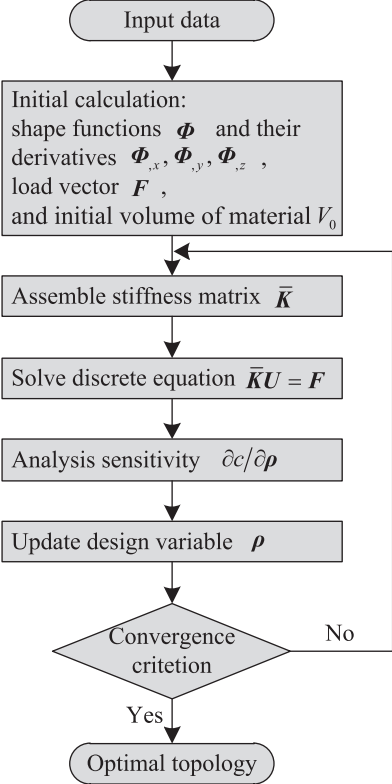 Input data
Initial calculation:
shape functions Φ and their
derivatives Φ,x, Φ,y, Φ,z ,
load vector F ,
and initial volume of material V₀
Assemble stiffness matrix K̄
Solve discrete equation K̄U = F
Analysis sensitivity ∂c/∂ρ
Update design variable ρ
Convergence
critetion
No
Yes
Optimal topology